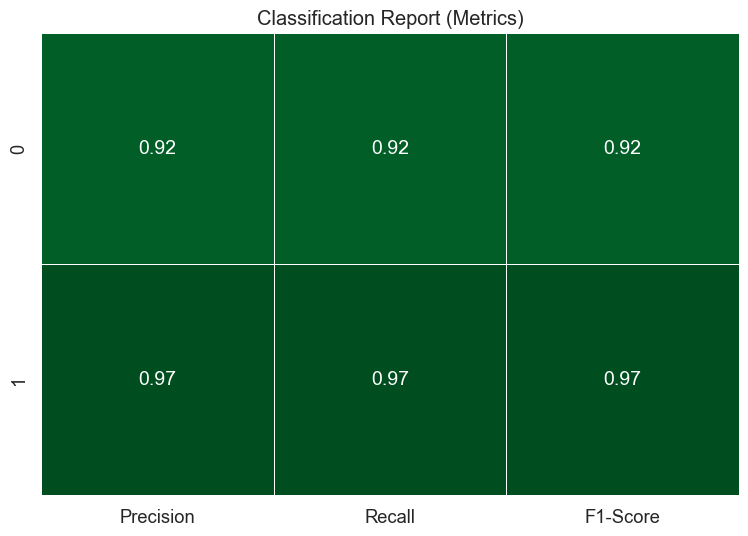 Classification Report (Metrics)
0
0.92 0.92 0.92
1
0.97 0.97 0.97
Precision Recall F1-Score